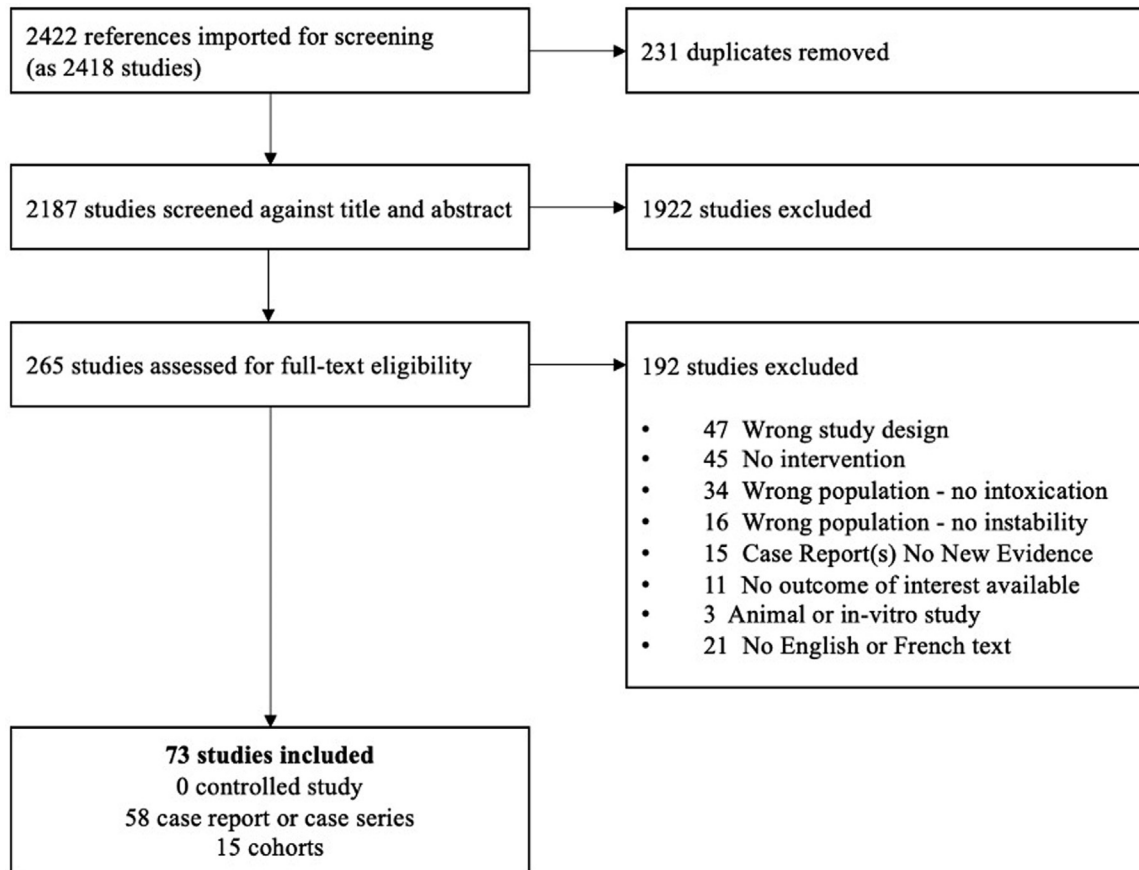 2422 references imported for screening
(as 2418 studies)
231 duplicates removed
2187 studies screened against title and abstract
1922 studies excluded
265 studies assessed for full-text eligibility
192 studies excluded
• 47 Wrong study design
• 45 No intervention
• 34 Wrong population - no intoxication
• 16 Wrong population - no instability
• 15 Case Report(s) No New Evidence
• 11 No outcome of interest available
• 3 Animal or in-vitro study
• 21 No English or French text
73 studies included
0 controlled study
58 case report or case series
15 cohorts